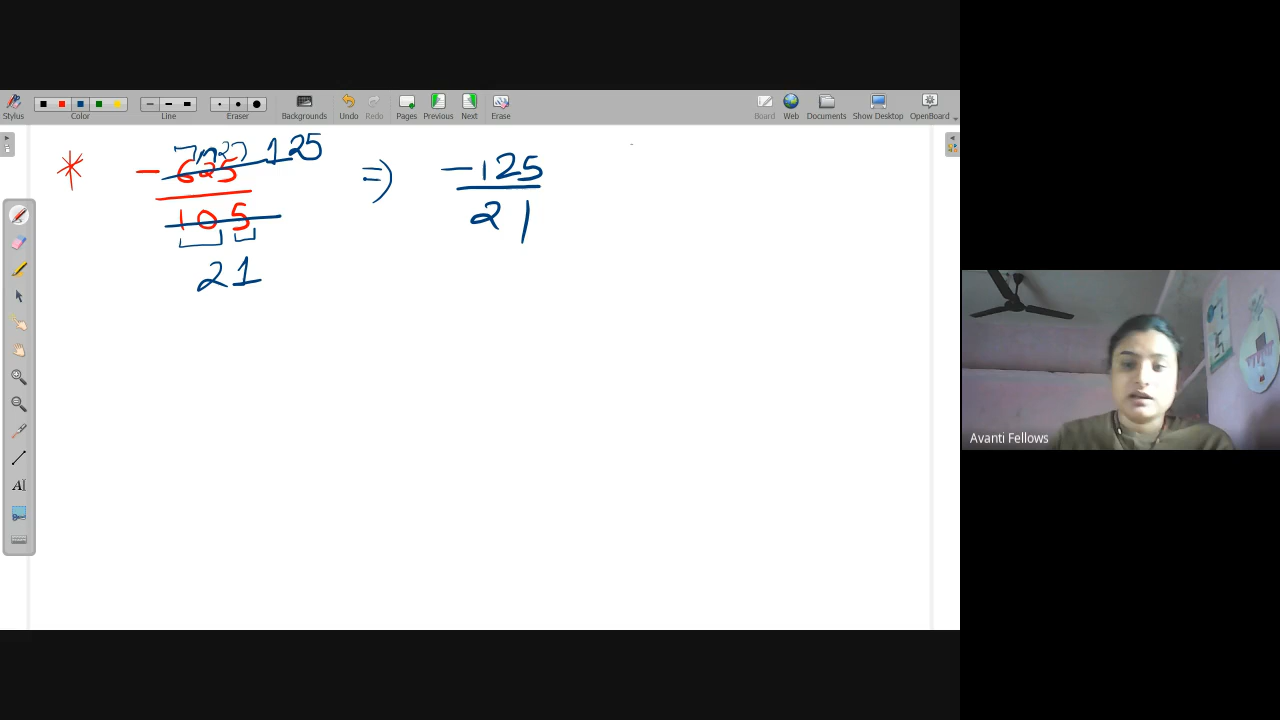 Stylus
Color
Line
Eraser
Backgrounds
Undo
Redo
Pages
Previous
Next
Erase
Board
Web
Documents
Show Desktop
OpenBoard
125
* - 625 => -125
105 21
21
Avanti Fellows